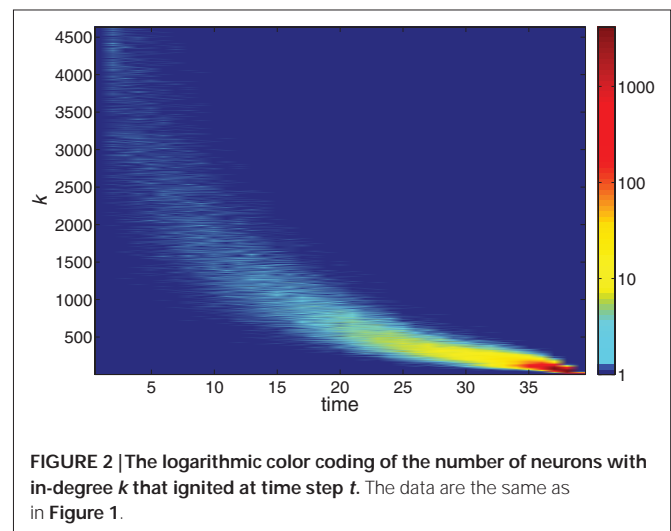 4500
4000
3500
3000
2500
2000
1500
1000
500
k
5 10 15 20 25 30 35
time
1000
100
10
1
FIGURE 2 | The logarithmic color coding of the number of neurons with
in-degree k that ignited at time step t. The data are the same as
in Figure 1.